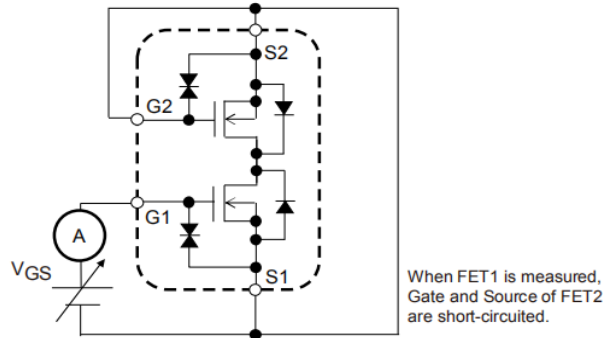 S2
G2
G1
A
VGS
S1
When FET1 is measured,
Gate and Source of FET2
are short-circuited.